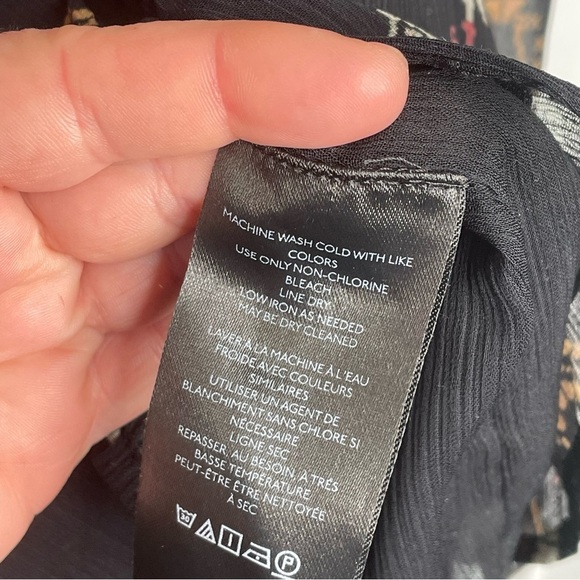 MACHINE WASH COLD WITH LIKE
COLORS
USE ONLY NON-CHLORINE
BLEACH
LINE DRY
LOW IRON AS NEEDED
MAY BE DRY CLEANED
LAVER À LA MACHINE À L'EAU
FROIDE AVEC COULEURS
SIMILAIRES
UTILISER UN AGENT DE
BLANCHIMENT SANS CHLORE SI
NÉCESSAIRE
LIGNE SEC
REPASSER, AU BESOIN, À TRÉS
BASSE TEMPÉRATURE
PEUT-ÊTRE ÊTRE NETTOYÉE
À SEC
30
P